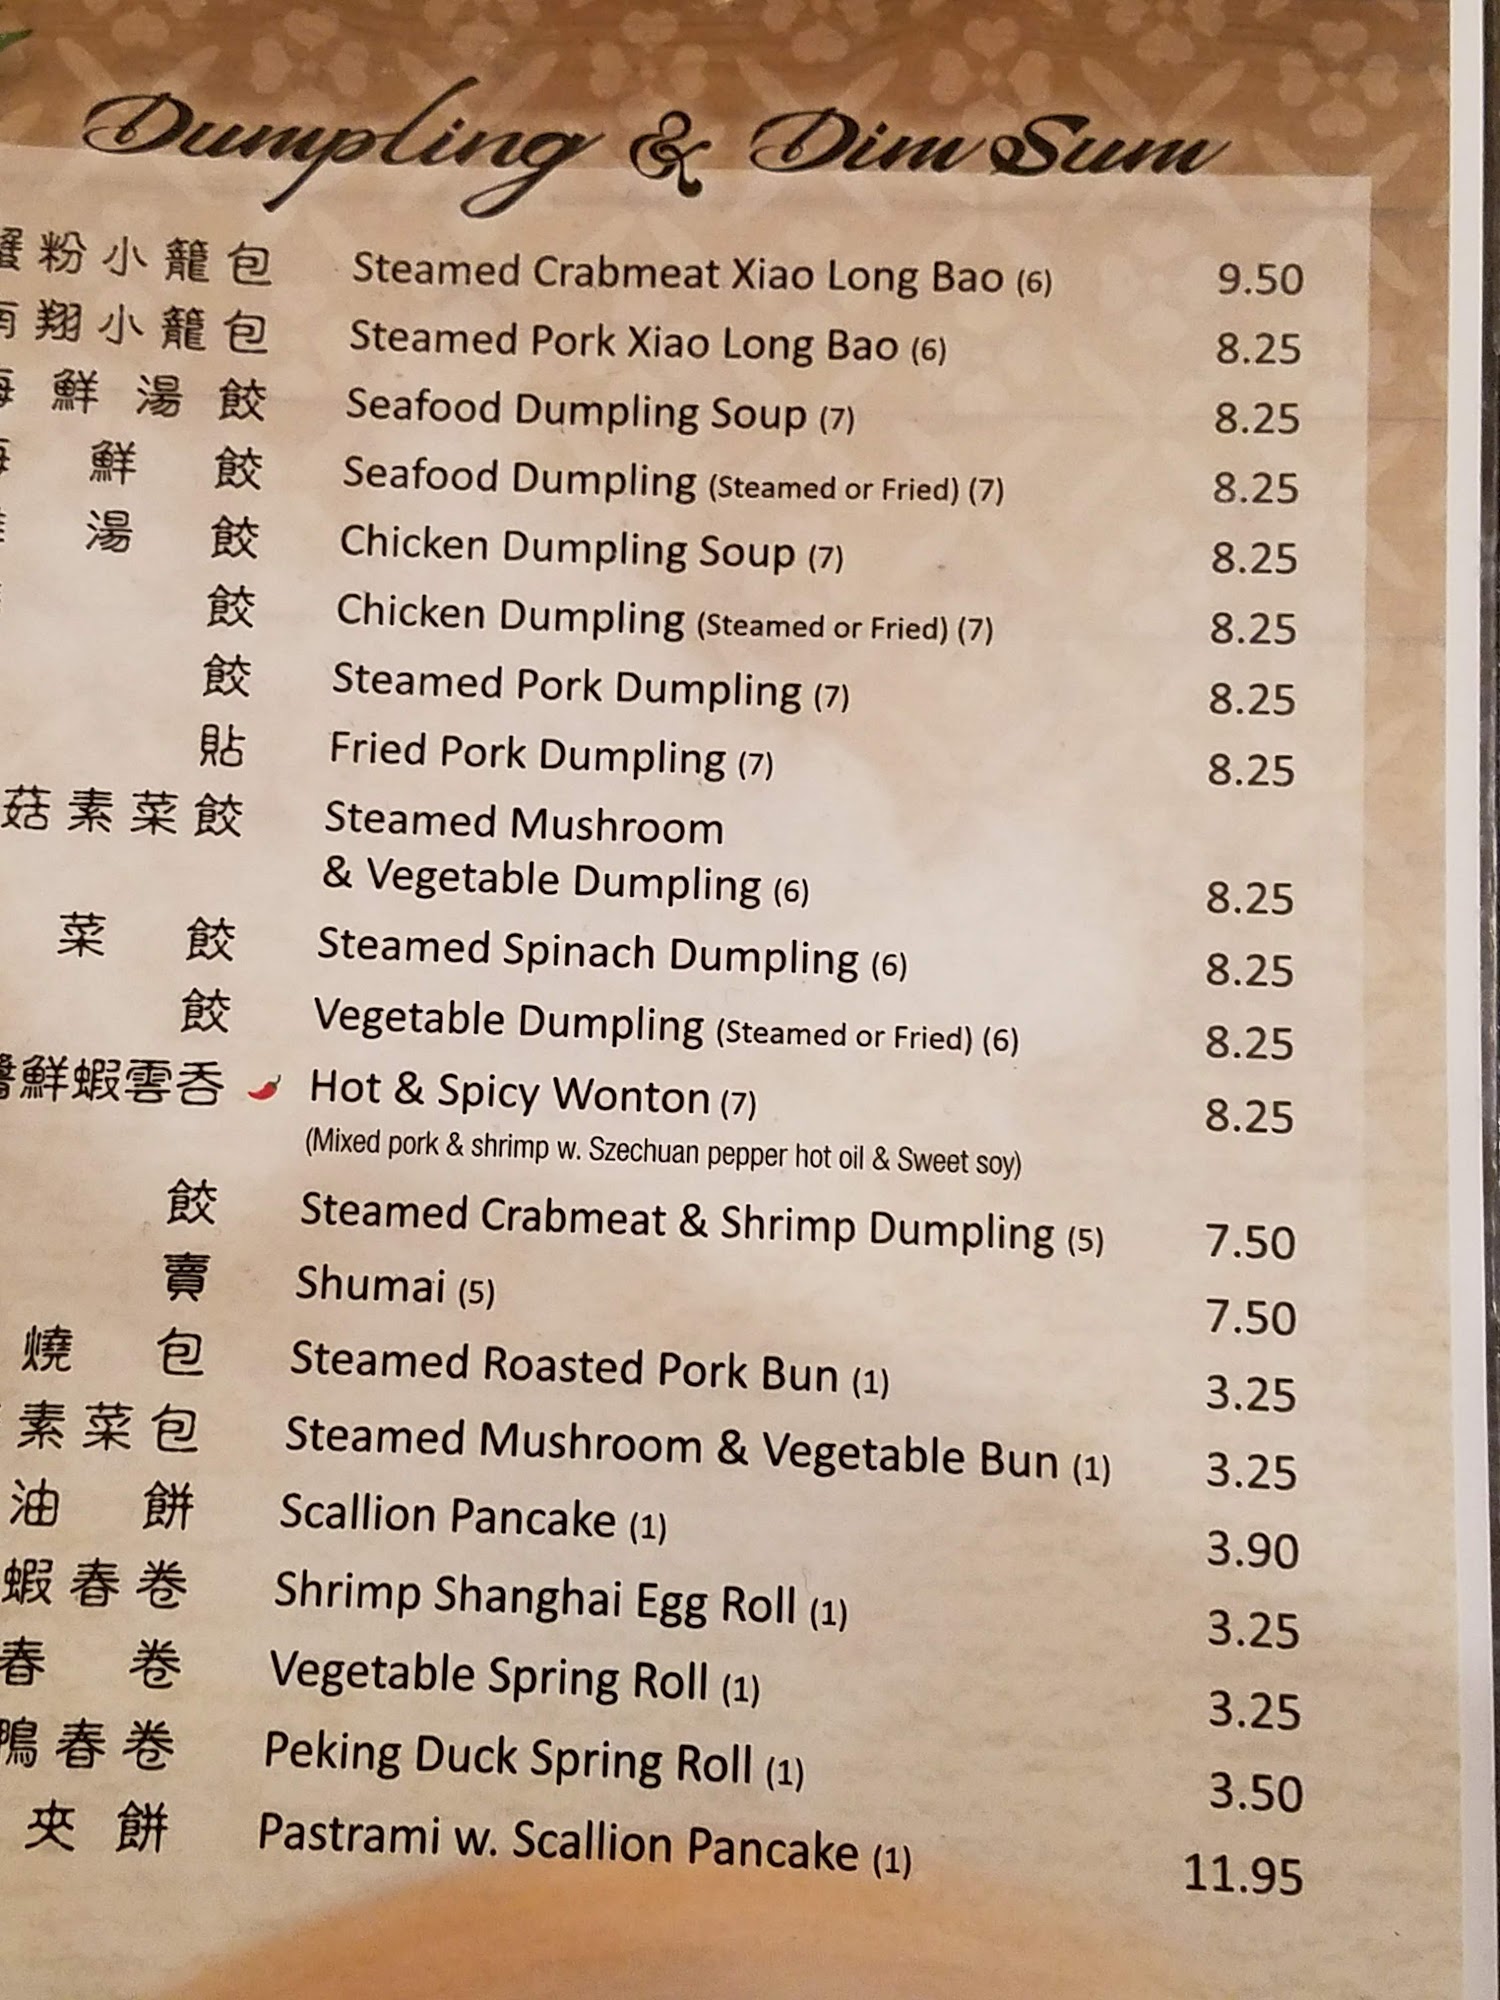 Dumpling & Dim Sum
蟹粉小籠包 Steamed Crabmeat Xiao Long Bao (6) 9.50
南翔小籠包 Steamed Pork Xiao Long Bao (6) 8.25
海鮮湯餃 Seafood Dumpling Soup (7) 8.25
海鮮餃 Seafood Dumpling (Steamed or Fried) (7) 8.25
湯餃 Chicken Dumpling Soup (7) 8.25
餃 Chicken Dumpling (Steamed or Fried) (7) 8.25
餃 Steamed Pork Dumpling (7) 8.25
貼 Fried Pork Dumpling (7) 8.25
菇素菜餃 Steamed Mushroom
& Vegetable Dumpling (6) 8.25
菜餃 Steamed Spinach Dumpling (6) 8.25
餃 Vegetable Dumpling (Steamed or Fried) (6) 8.25
鮮蝦雲吞 Hot & Spicy Wonton (7) 8.25
(Mixed pork & shrimp w. Szechuan pepper hot oil & Sweet soy)
餃 Steamed Crabmeat & Shrimp Dumpling (5) 7.50
賣 Shumai (5) 7.50
燒包 Steamed Roasted Pork Bun (1) 3.25
素菜包 Steamed Mushroom & Vegetable Bun (1) 3.25
油餅 Scallion Pancake (1) 3.90
蝦春卷 Shrimp Shanghai Egg Roll (1) 3.25
春卷 Vegetable Spring Roll (1) 3.25
鴨春卷 Peking Duck Spring Roll (1) 3.50
夾餅 Pastrami w. Scallion Pancake (1) 11.95